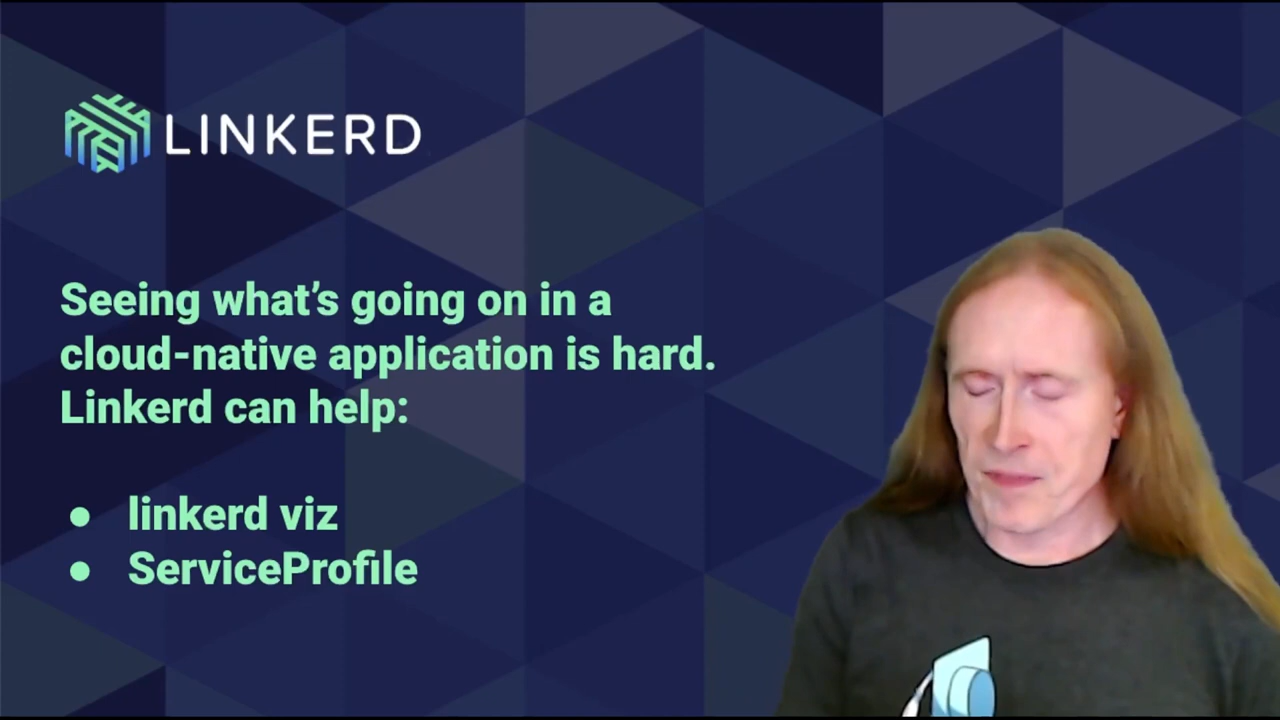 LINKERD
Seeing what’s going on in a
cloud-native application is hard.
Linkerd can help:
● linkerd viz
● ServiceProfile